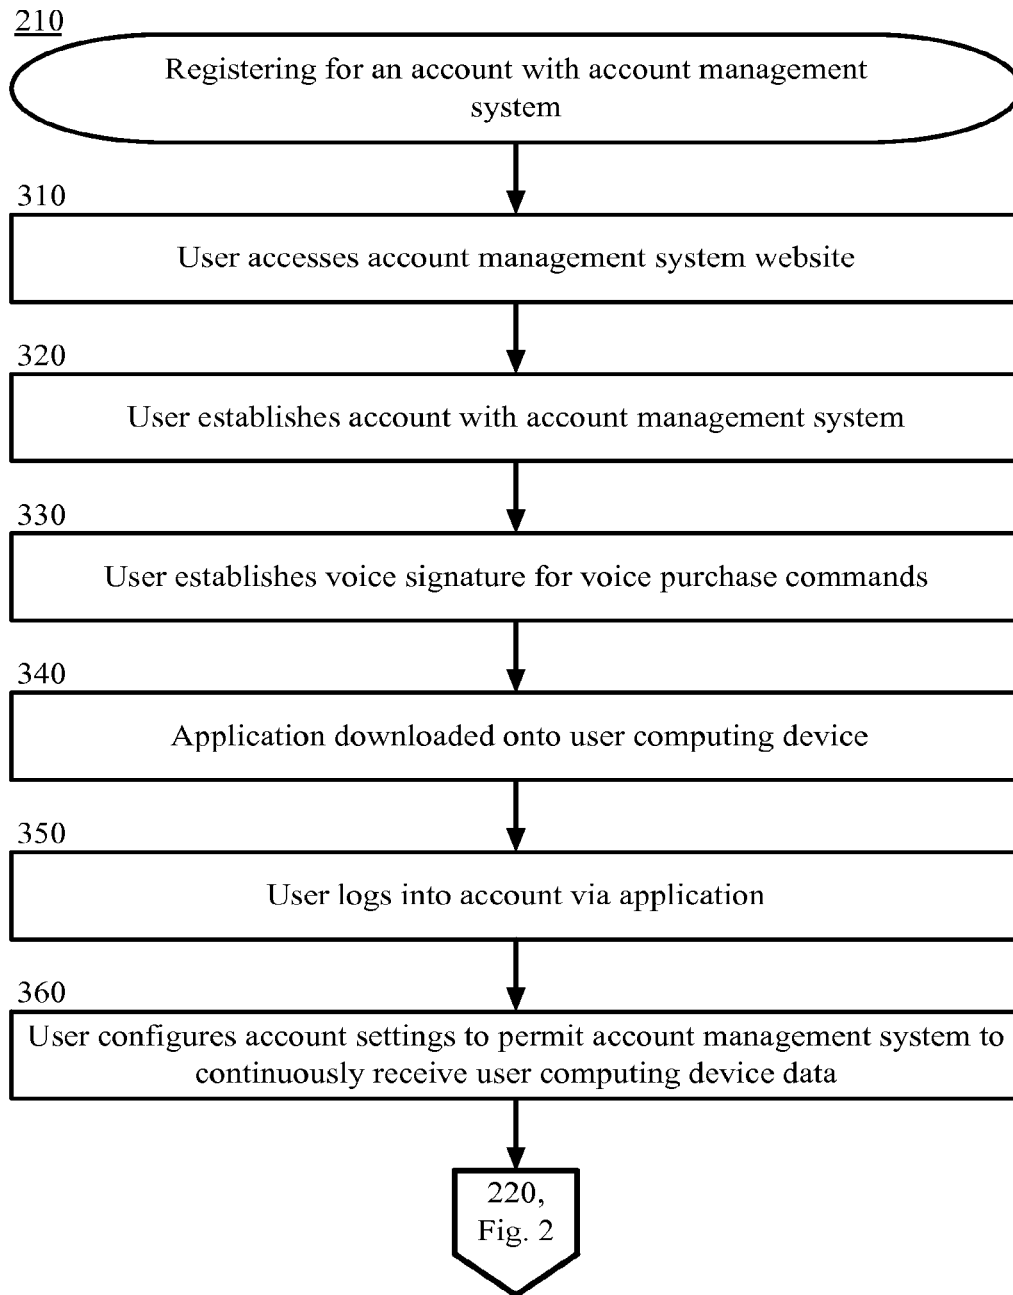 210
Registering for an account with account management
system
310
User accesses account management system website
320
User establishes account with account management system
330
User establishes voice signature for voice purchase commands
340
Application downloaded onto user computing device
350
User logs into account via application
360
User configures account settings to permit account management system to
continuously receive user computing device data
220,
Fig. 2